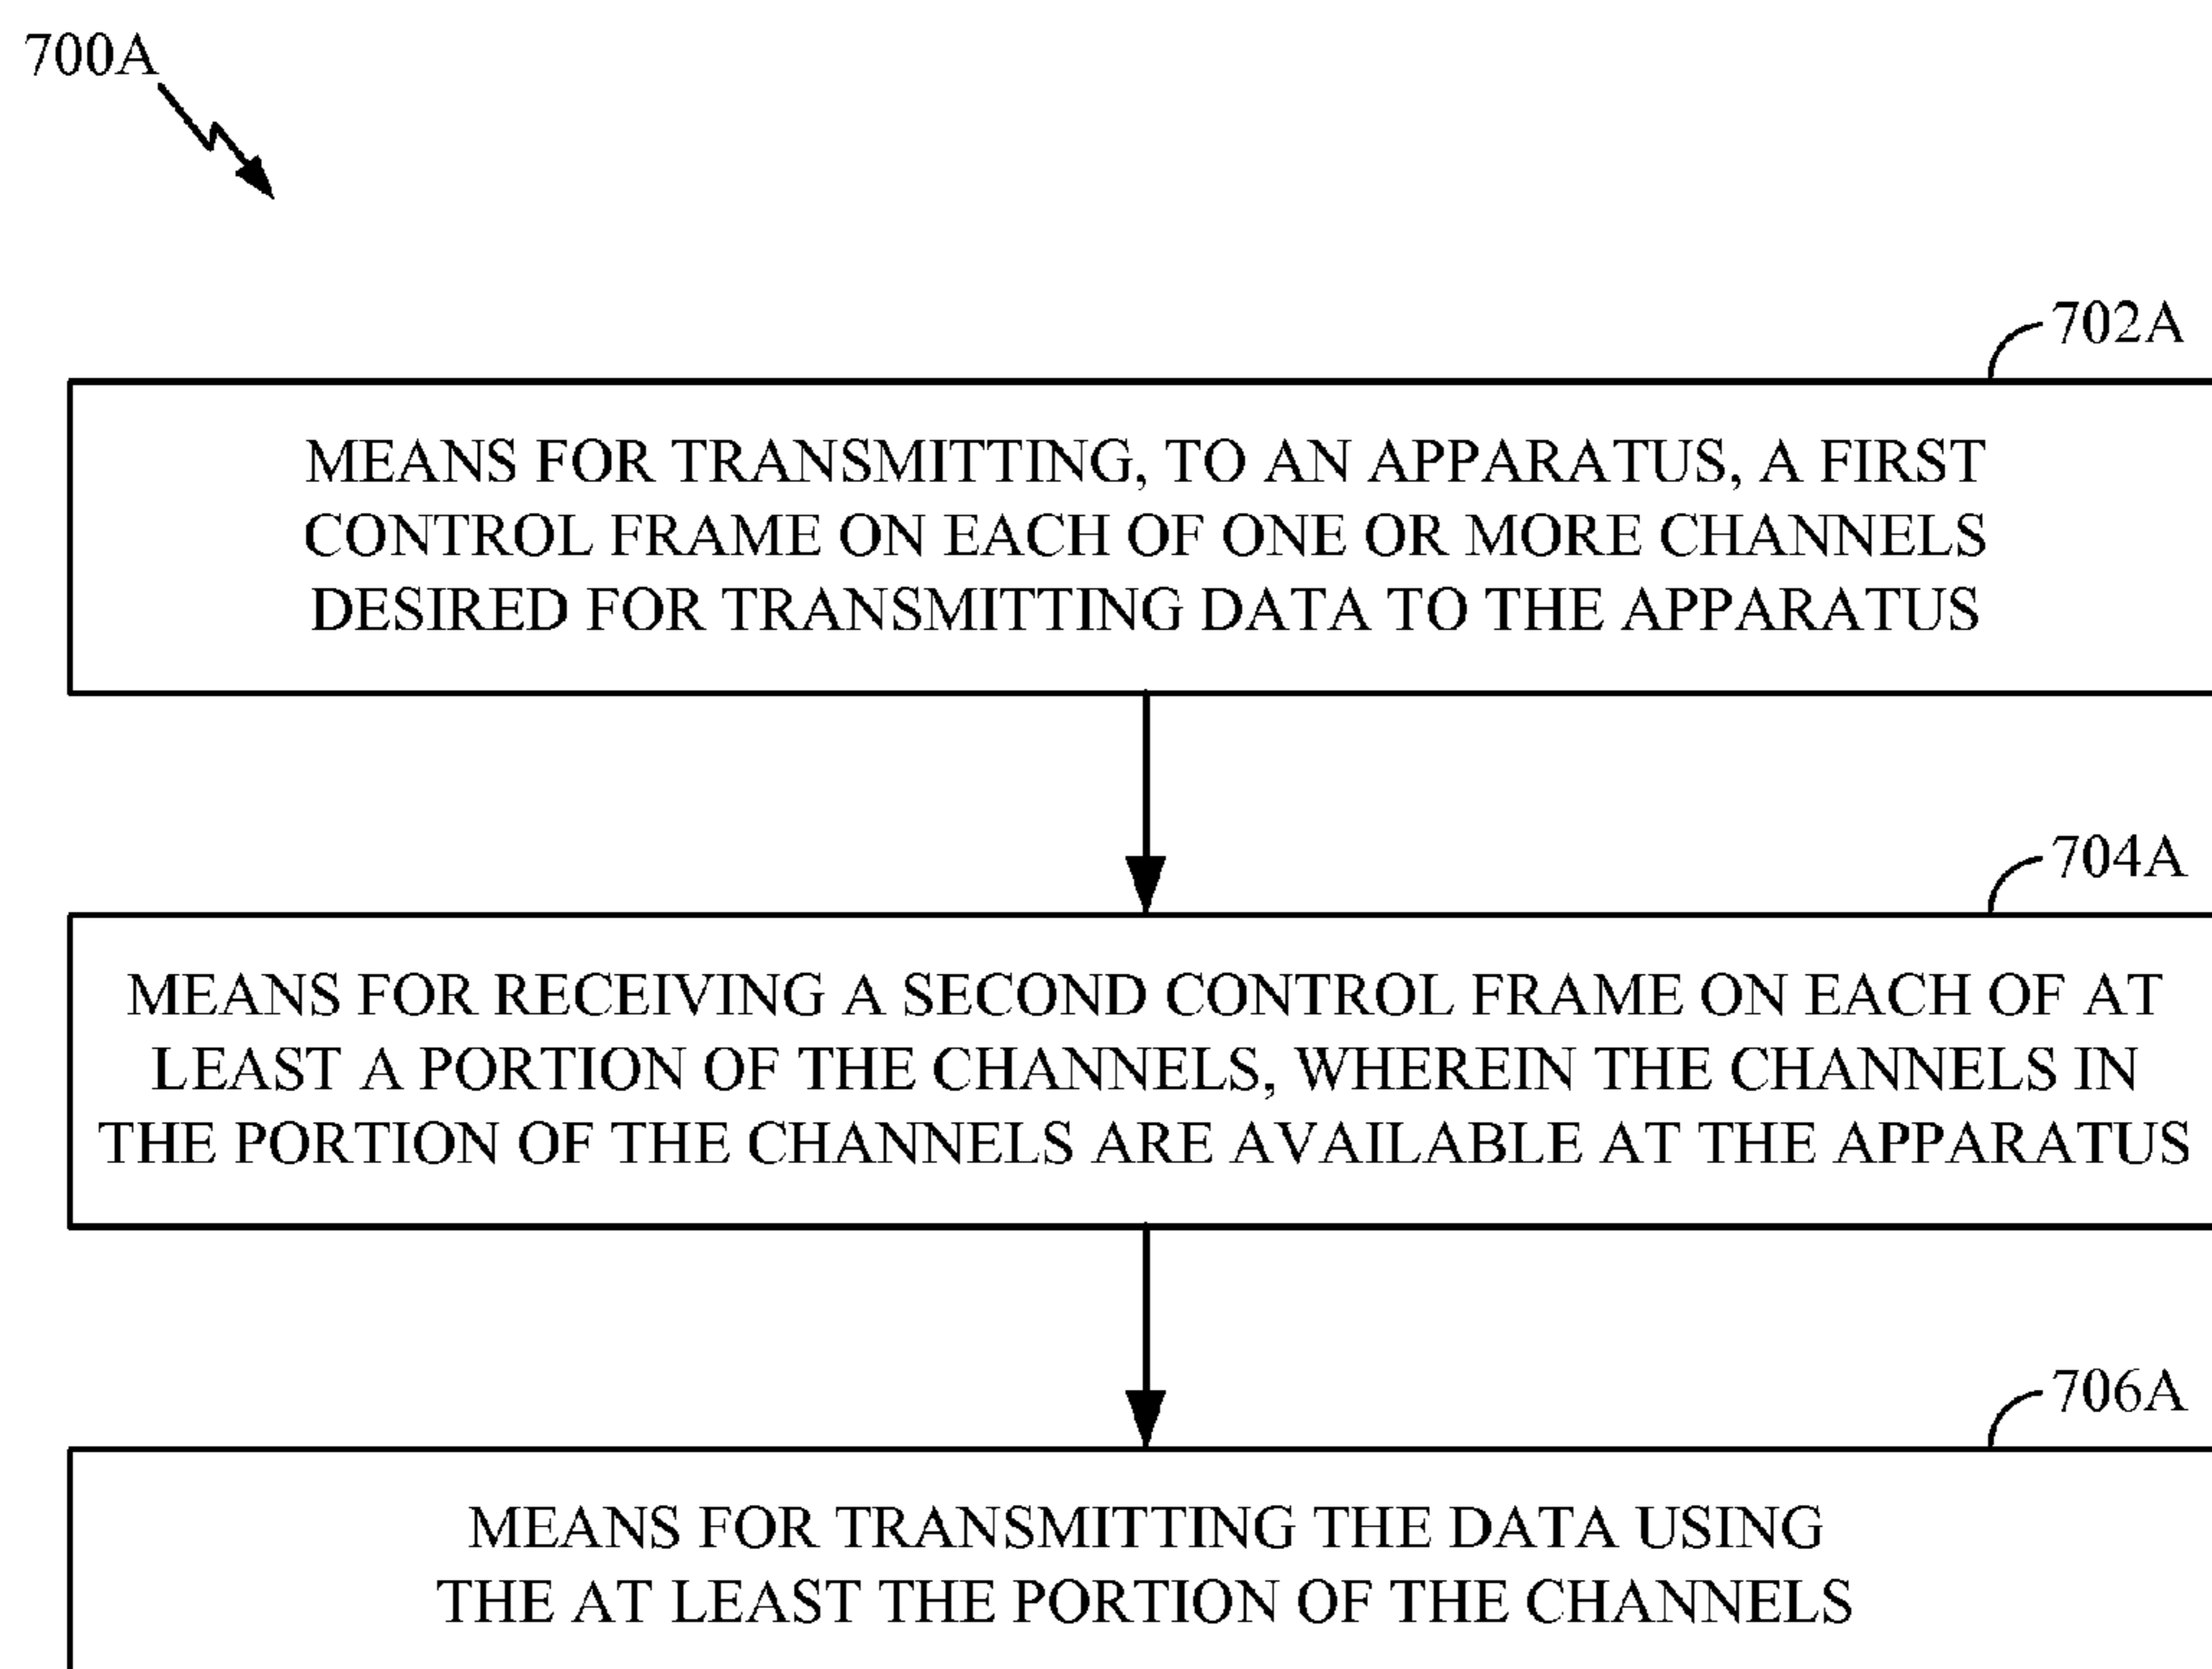 700A
702A
MEANS FOR TRANSMITTING, TO AN APPARATUS, A FIRST
CONTROL FRAME ON EACH OF ONE OR MORE CHANNELS
DESIRED FOR TRANSMITTING DATA TO THE APPARATUS
704A
MEANS FOR RECEIVING A SECOND CONTROL FRAME ON EACH OF AT
LEAST A PORTION OF THE CHANNELS, WHEREIN THE CHANNELS IN
THE PORTION OF THE CHANNELS ARE AVAILABLE AT THE APPARATUS
706A
MEANS FOR TRANSMITTING THE DATA USING
THE AT LEAST THE PORTION OF THE CHANNELS